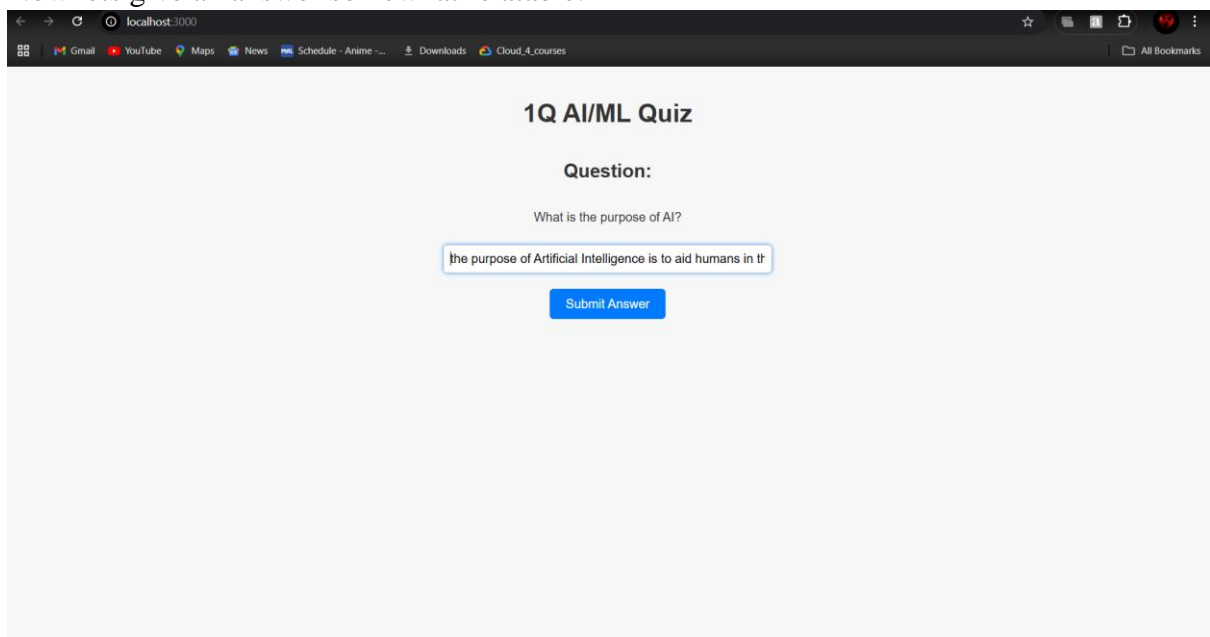 localhost:3000
Gmail YouTube Maps News Schedule - Anime -... Downloads Cloud_4_courses All Bookmarks
1Q AI/ML Quiz
Question:
What is the purpose of AI?
the purpose of Artificial Intelligence is to aid humans in th
Submit Answer